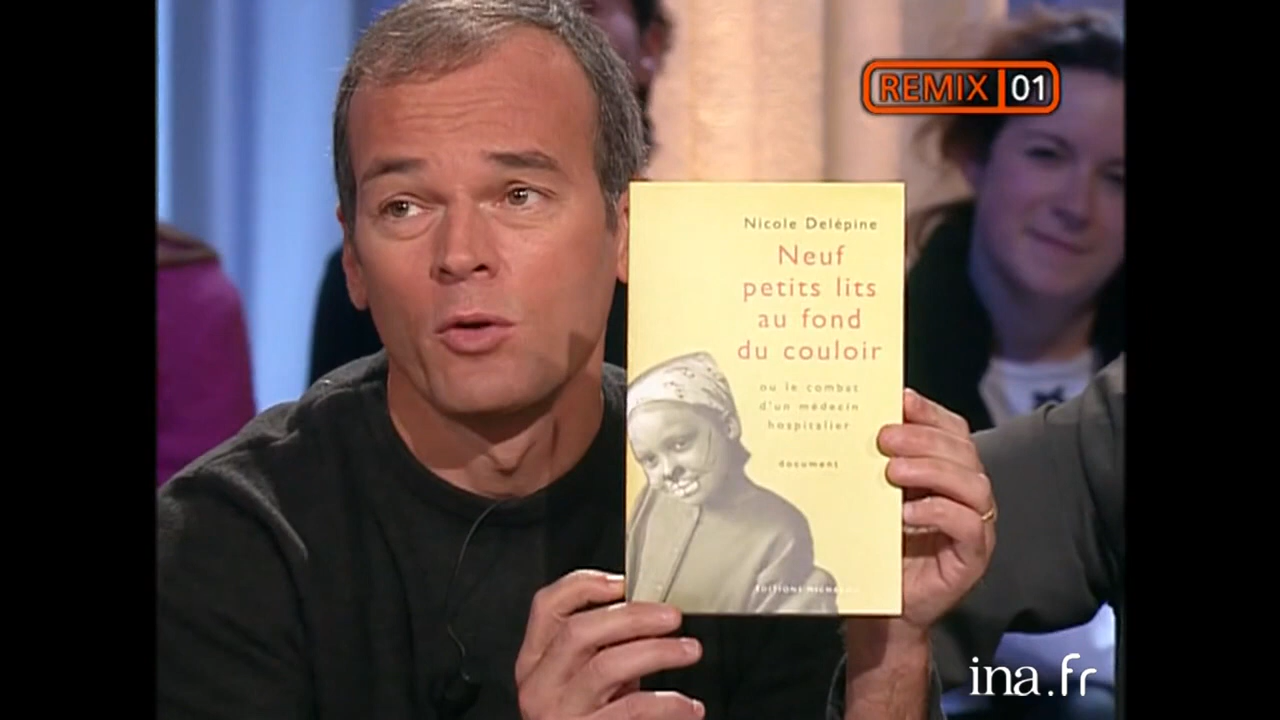 REMIX 01
Nicole Delépine
Neuf
petits lits
au fond
du couloir
ou le combat
d'un médecin
hospitalier
document
ÉDITIONS
ina.fr